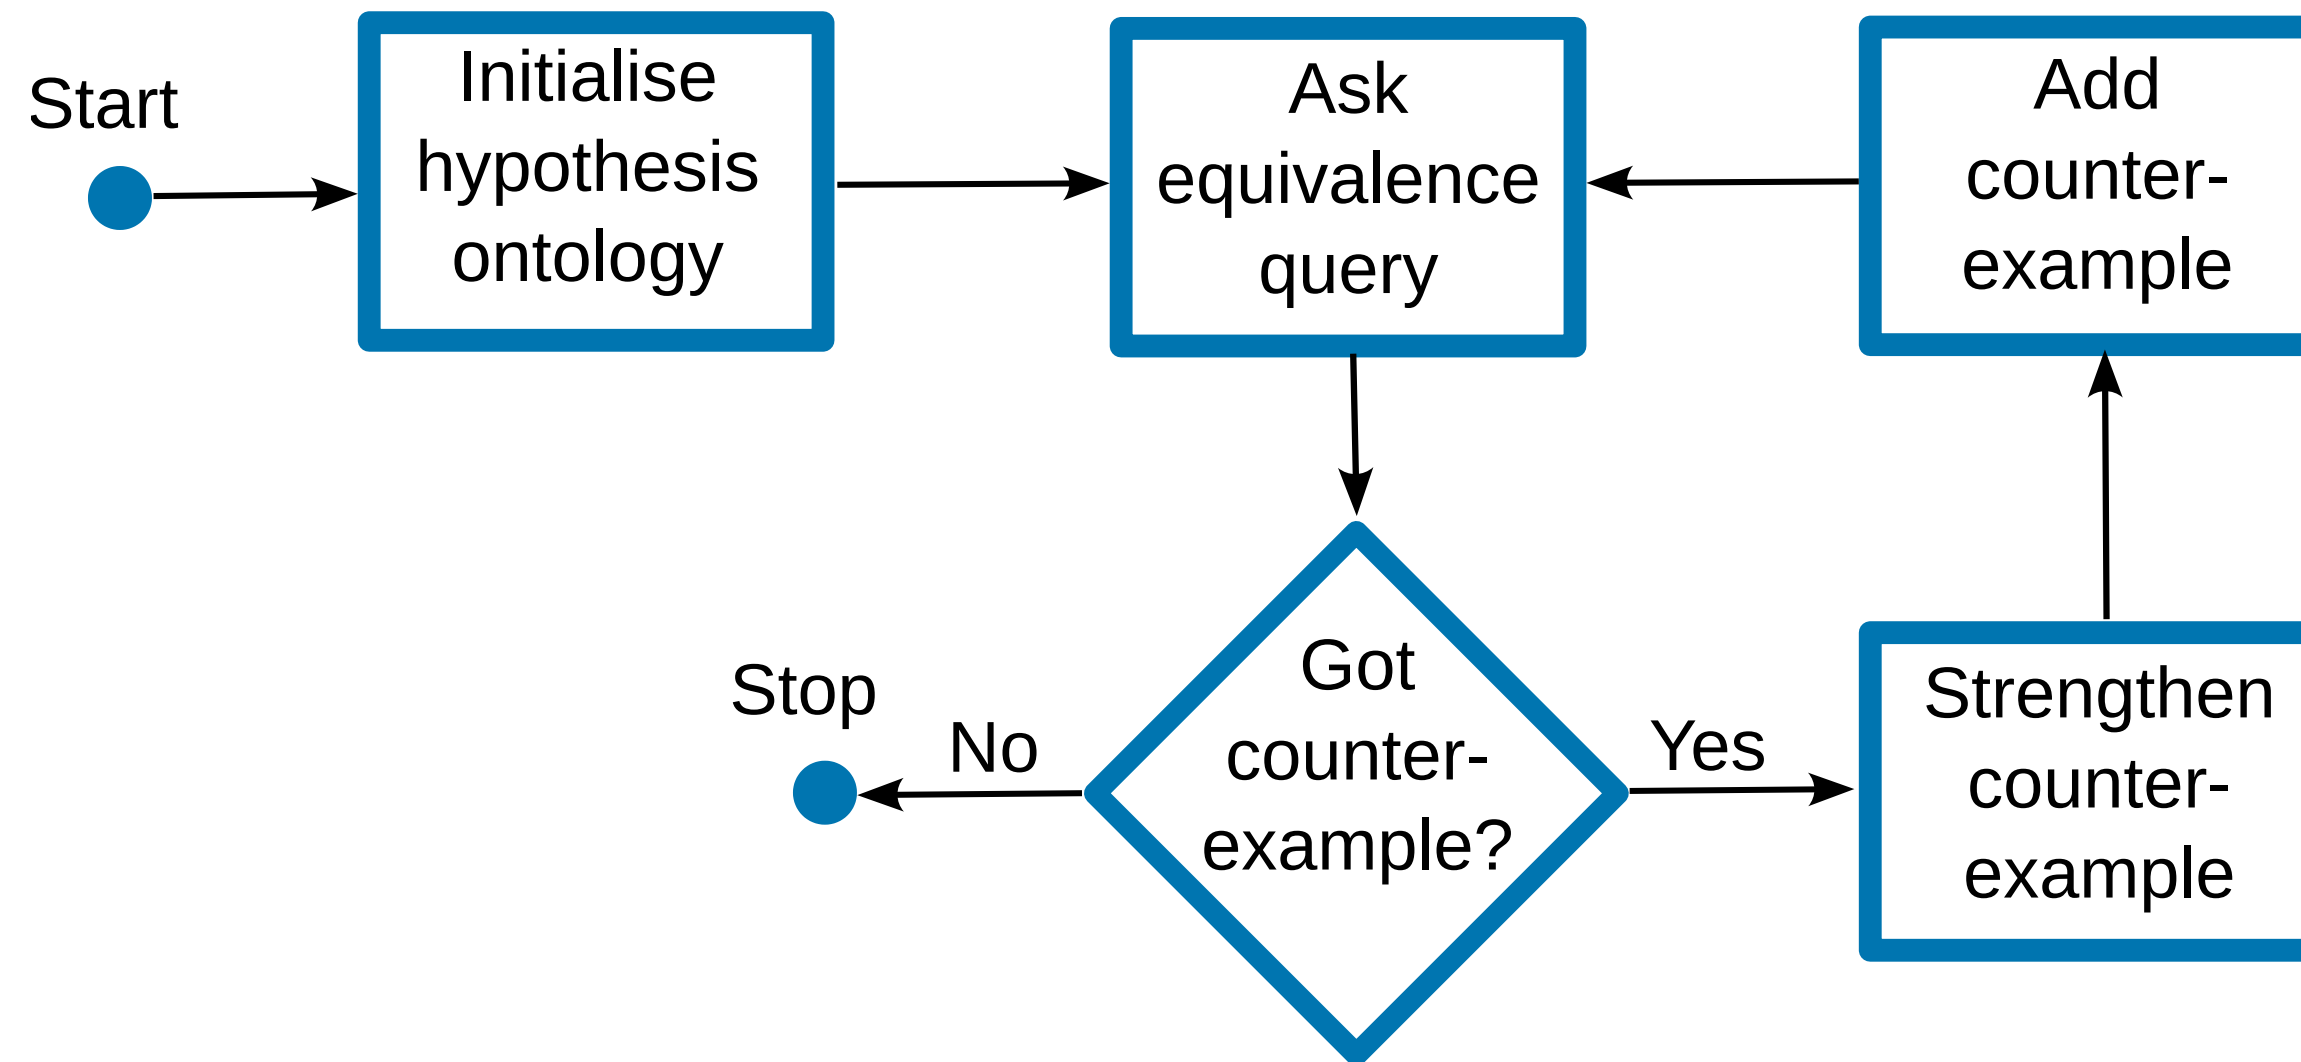 Start
Initialise
hypothesis
ontology
Ask
equivalence
query
Add
counter-
example
Stop
No
Got
counter-
example?
Yes
Strengthen
counter-
example